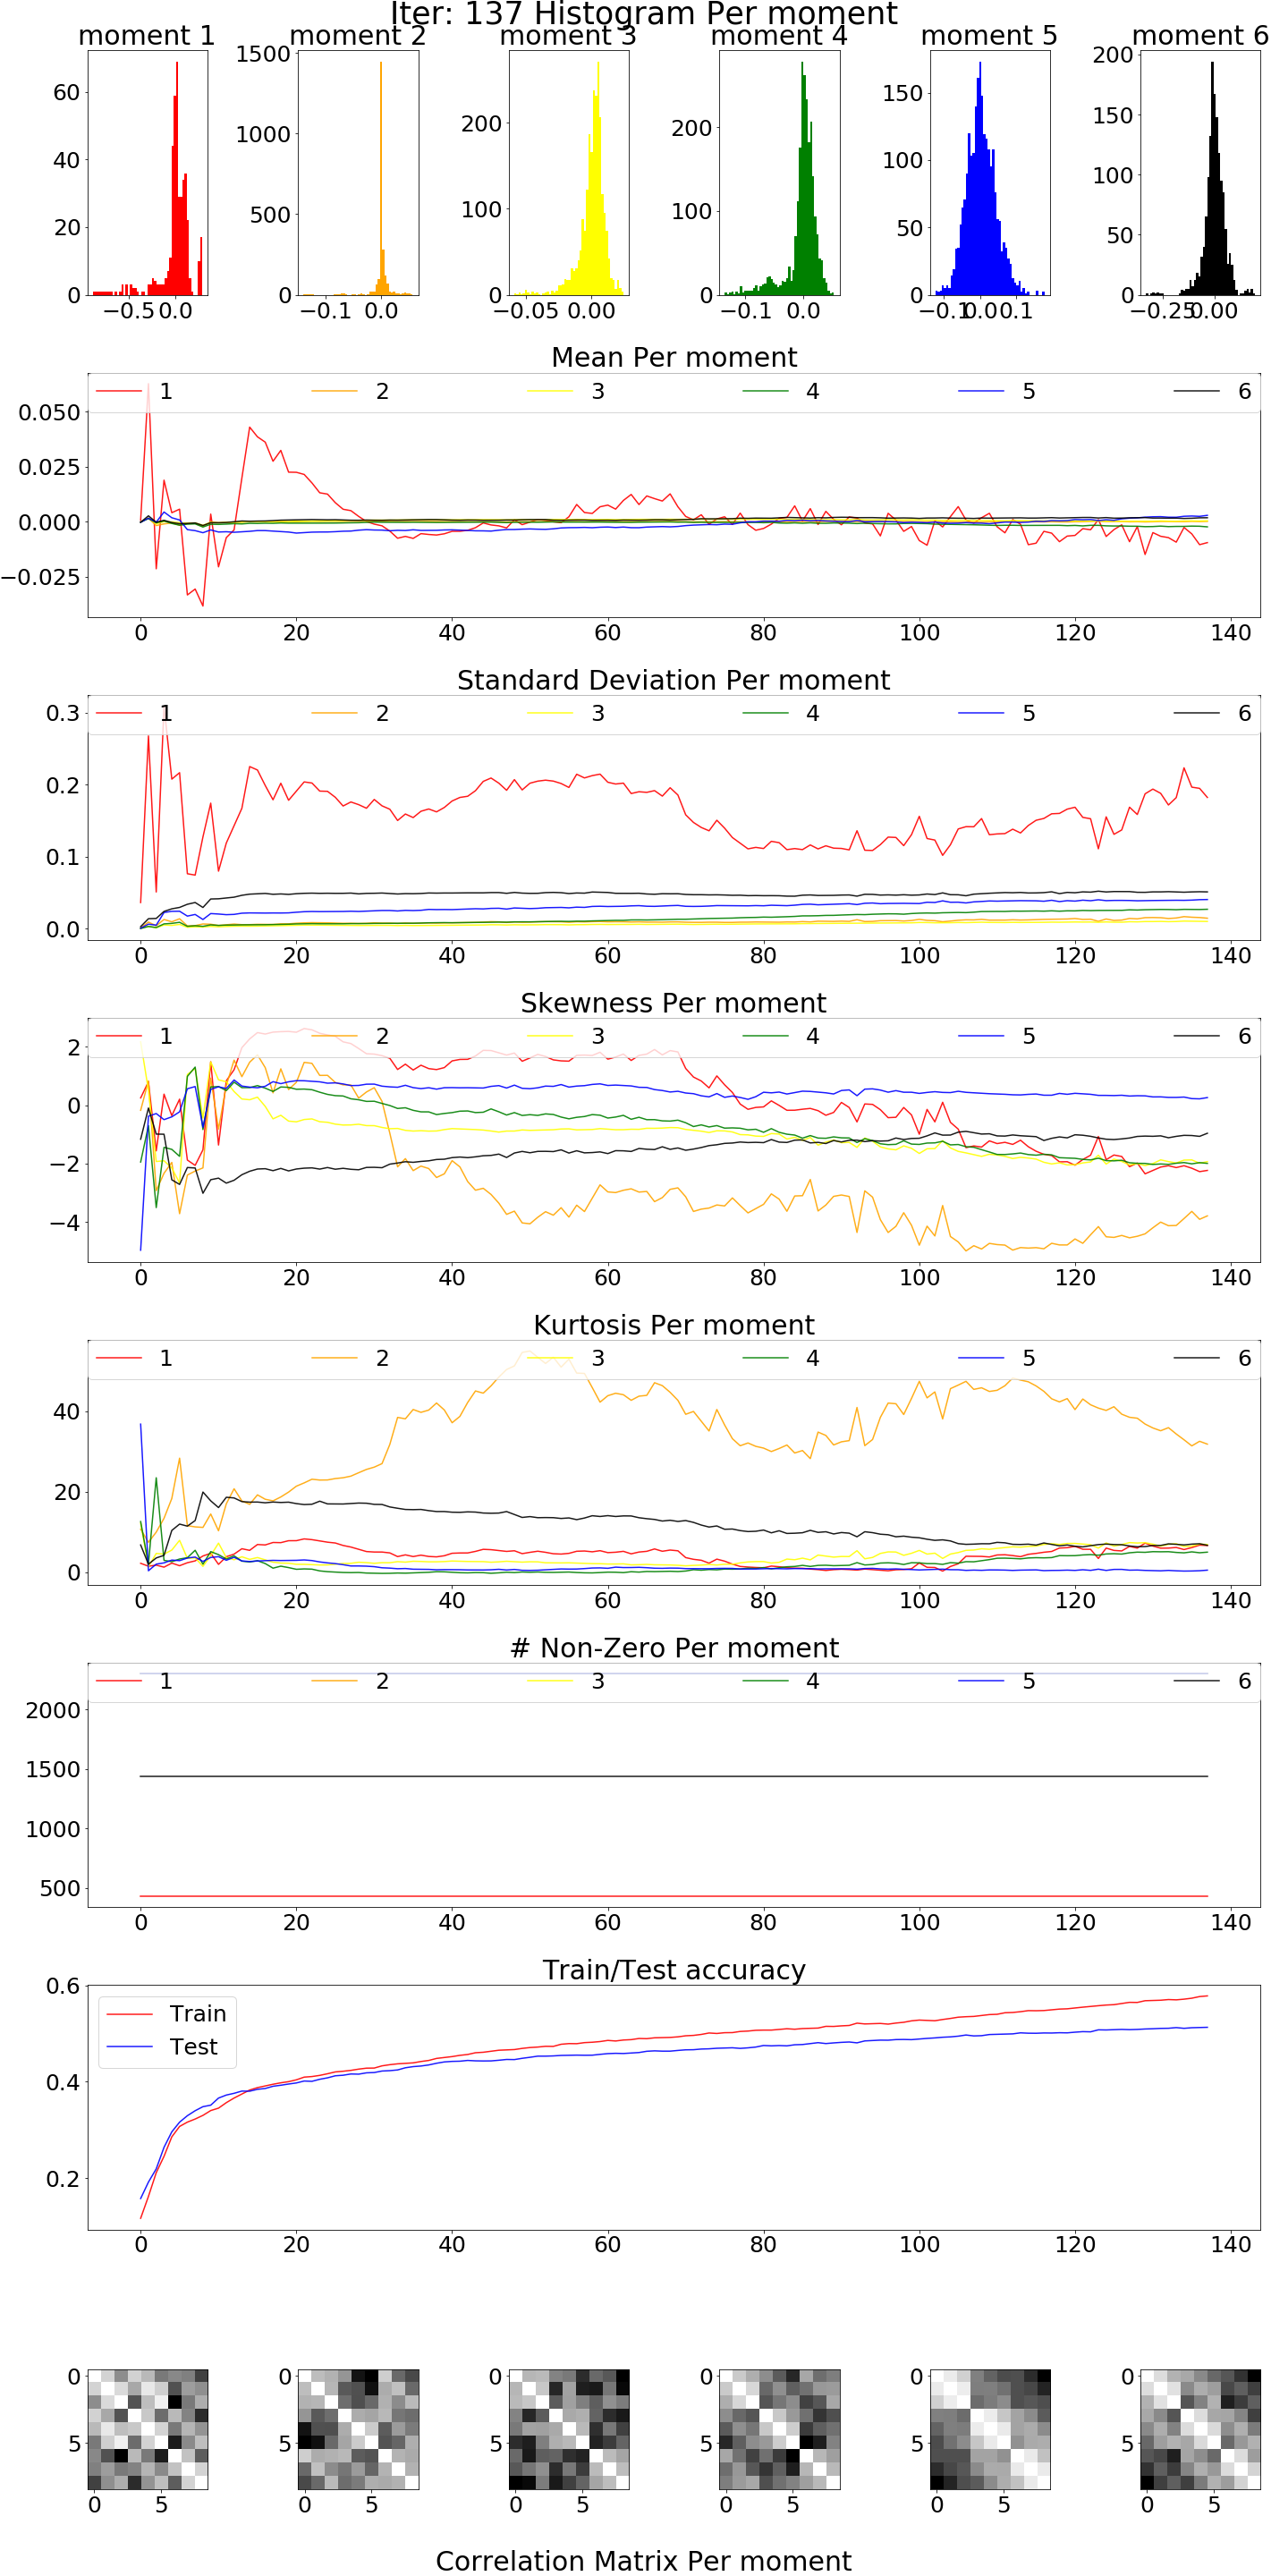 Iter: 137 Histogram Per moment
moment 1 moment 2 moment 3 moment 4 moment 5 moment 6
60
40
20
0
−0.5 0.0
1500
1000
500
0
−0.1 0.0
200
100
0
−0.05 0.00
200
100
0
−0.1 0.0
150
100
50
0
−0.1 0.00 0.1
200
150
100
50
0
−0.25 0.00
Mean Per moment
1 2 3 4 5 6
0.050
0.025
0.000
−0.025
0 20 40 60 80 100 120 140
Standard Deviation Per moment
1 2 3 4 5 6
0.3
0.2
0.1
0.0
0 20 40 60 80 100 120 140
Skewness Per moment
1 2 3 4 5 6
2
0
−2
−4
0 20 40 60 80 100 120 140
Kurtosis Per moment
1 2 3 4 5 6
40
20
0
0 20 40 60 80 100 120 140
# Non-Zero Per moment
1 2 3 4 5 6
2000
1500
1000
500
0 20 40 60 80 100 120 140
Train/Test accuracy
Train
Test
0.6
0.4
0.2
0 20 40 60 80 100 120 140
0
5
0 5
0
5
0 5
0
5
0 5
0
5
0 5
0
5
0 5
0
5
0 5
Correlation Matrix Per moment